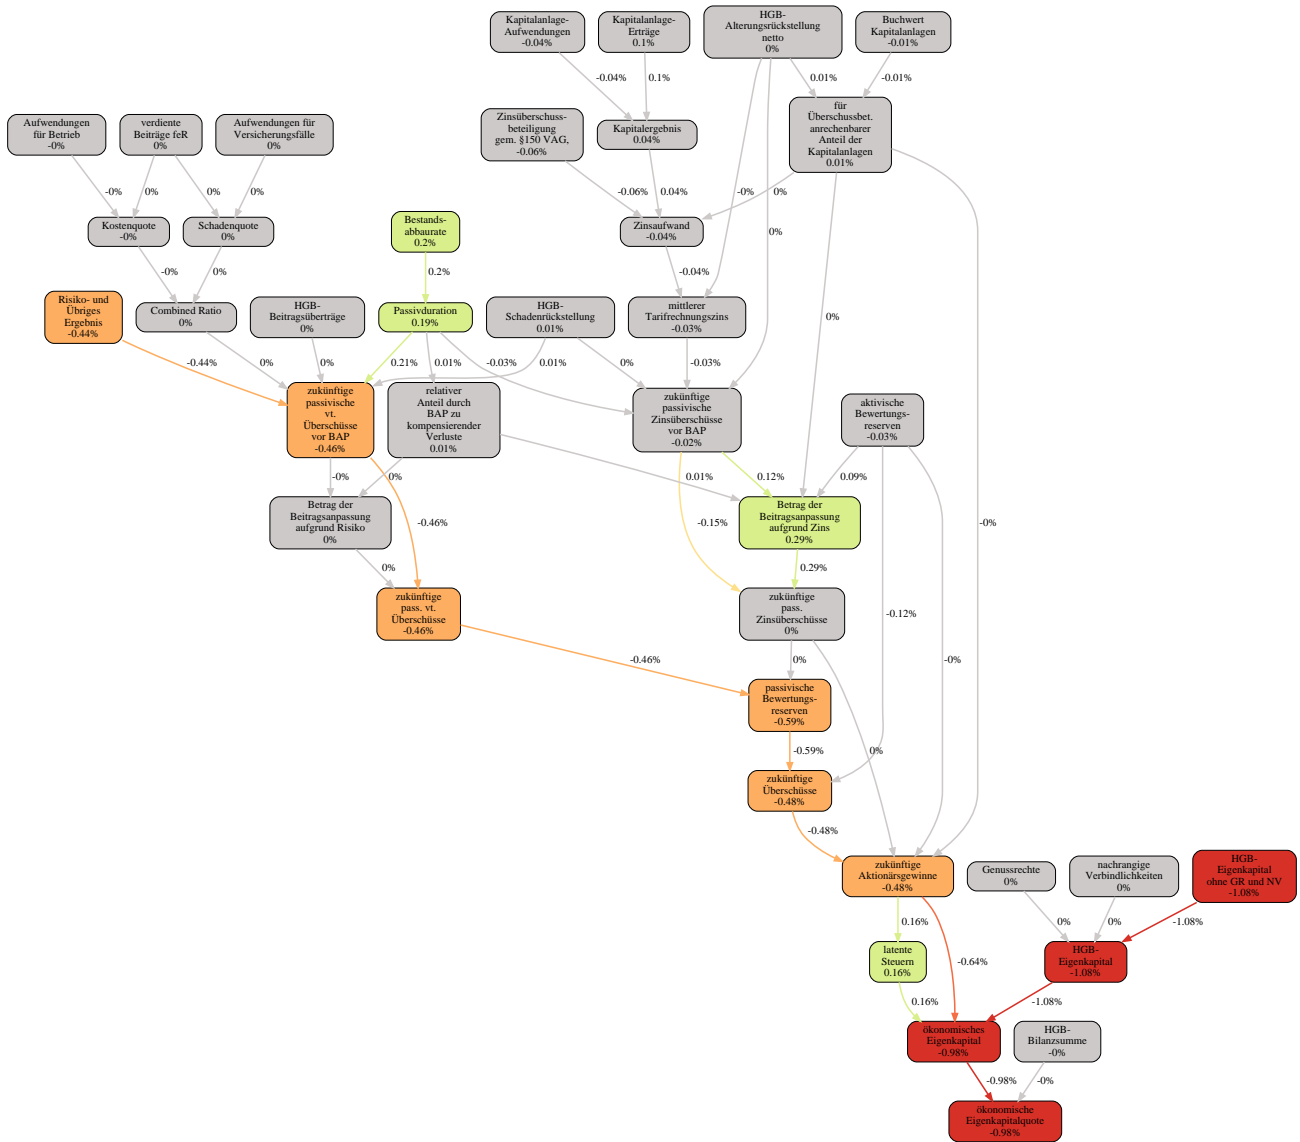 Kapitalanlage-
Aufwendungen
-0.04%
Kapitalanlage-
Erträge
0.1%
HGB-
Alterungsrückstellung
netto
0%
Buchwert
Kapitalanlagen
-0.01%
-0.04%
0.1%
0.01%
-0.01%
Aufwendungen
für Betrieb
-0%
verdiente
Beiträge feR
0%
Aufwendungen für
Versicherungsfälle
0%
Zinsüberschuss-
beteiligung
gem. §150 VAG,
-0.06%
Kapitalergebnis
0.04%
für
Überschussbet.
anrechenbarer
Anteil der
Kapitalanlagen
0.01%
-0%
0%
0%
0%
-0.06%
0.04%
-0%
0%
Kostenquote
-0%
Schadenquote
0%
Bestands-
abbaurate
0.2%
Zinsaufwand
-0.04%
0%
-0%
0%
0.2%
-0.04%
Risiko- und
Übriges
Ergebnis
-0.44%
Combined Ratio
0%
HGB-
Beitragsüberträge
0%
Passivduration
0.19%
HGB-
Schadenrückstellung
0.01%
mittlerer
Tarifrechnungszins
-0.03%
0%
-0.44%
0%
0%
0.21%
0.01%
-0.03%
0.01%
0%
-0.03%
zukünftige
passivische
vt.
Überschüsse
vor BAP
-0.46%
relativer
Anteil durch
BAP zu
kompensierender
Verluste
0.01%
zukünftige
passivische
Zinsüberschüsse
vor BAP
-0.02%
aktivische
Bewertungs-
reserven
-0.03%
-0%
0%
0.01%
0.12%
0.09%
Betrag der
Beitragsanpassung
aufgrund Risiko
0%
-0.46%
-0.15%
Betrag der
Beitragsanpassung
aufgrund Zins
0.29%
-0%
0%
0.29%
zukünftige
pass. vt.
Überschüsse
-0.46%
zukünftige
pass.
Zinsüberschüsse
0%
-0.12%
-0.46%
0%
-0%
passivische
Bewertungs-
reserven
-0.59%
-0.59%
0%
zukünftige
Überschüsse
-0.48%
-0.48%
zukünftige
Aktionärsgewinne
-0.48%
Genussrechte
0%
nachrangige
Verbindlichkeiten
0%
HGB-
Eigenkapital
ohne GR und NV
-1.08%
0.16%
0%
0%
-1.08%
latente
Steuern
0.16%
-0.64%
HGB-
Eigenkapital
-1.08%
0.16%
-1.08%
ökonomisches
Eigenkapital
-0.98%
HGB-
Bilanzsumme
-0%
-0.98%
-0%
ökonomische
Eigenkapitalquote
-0.98%